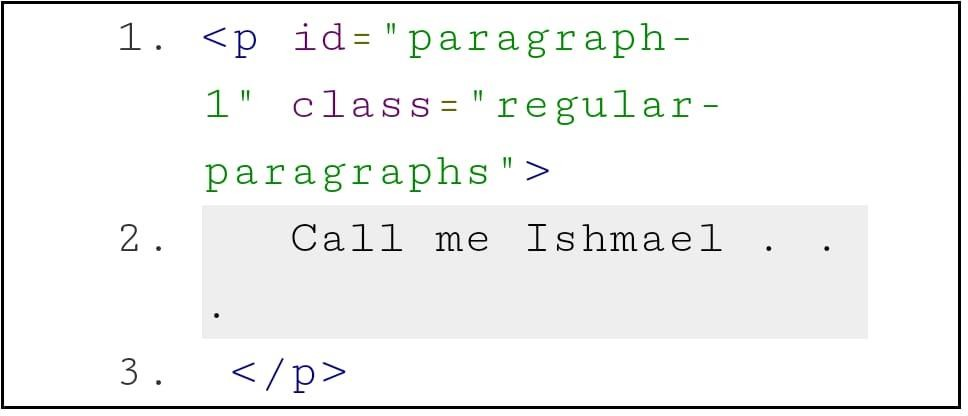 1. <p id="paragraph-
1" class="regular-
paragraphs">
2. Call me Ishmael . .
.
3. </p>